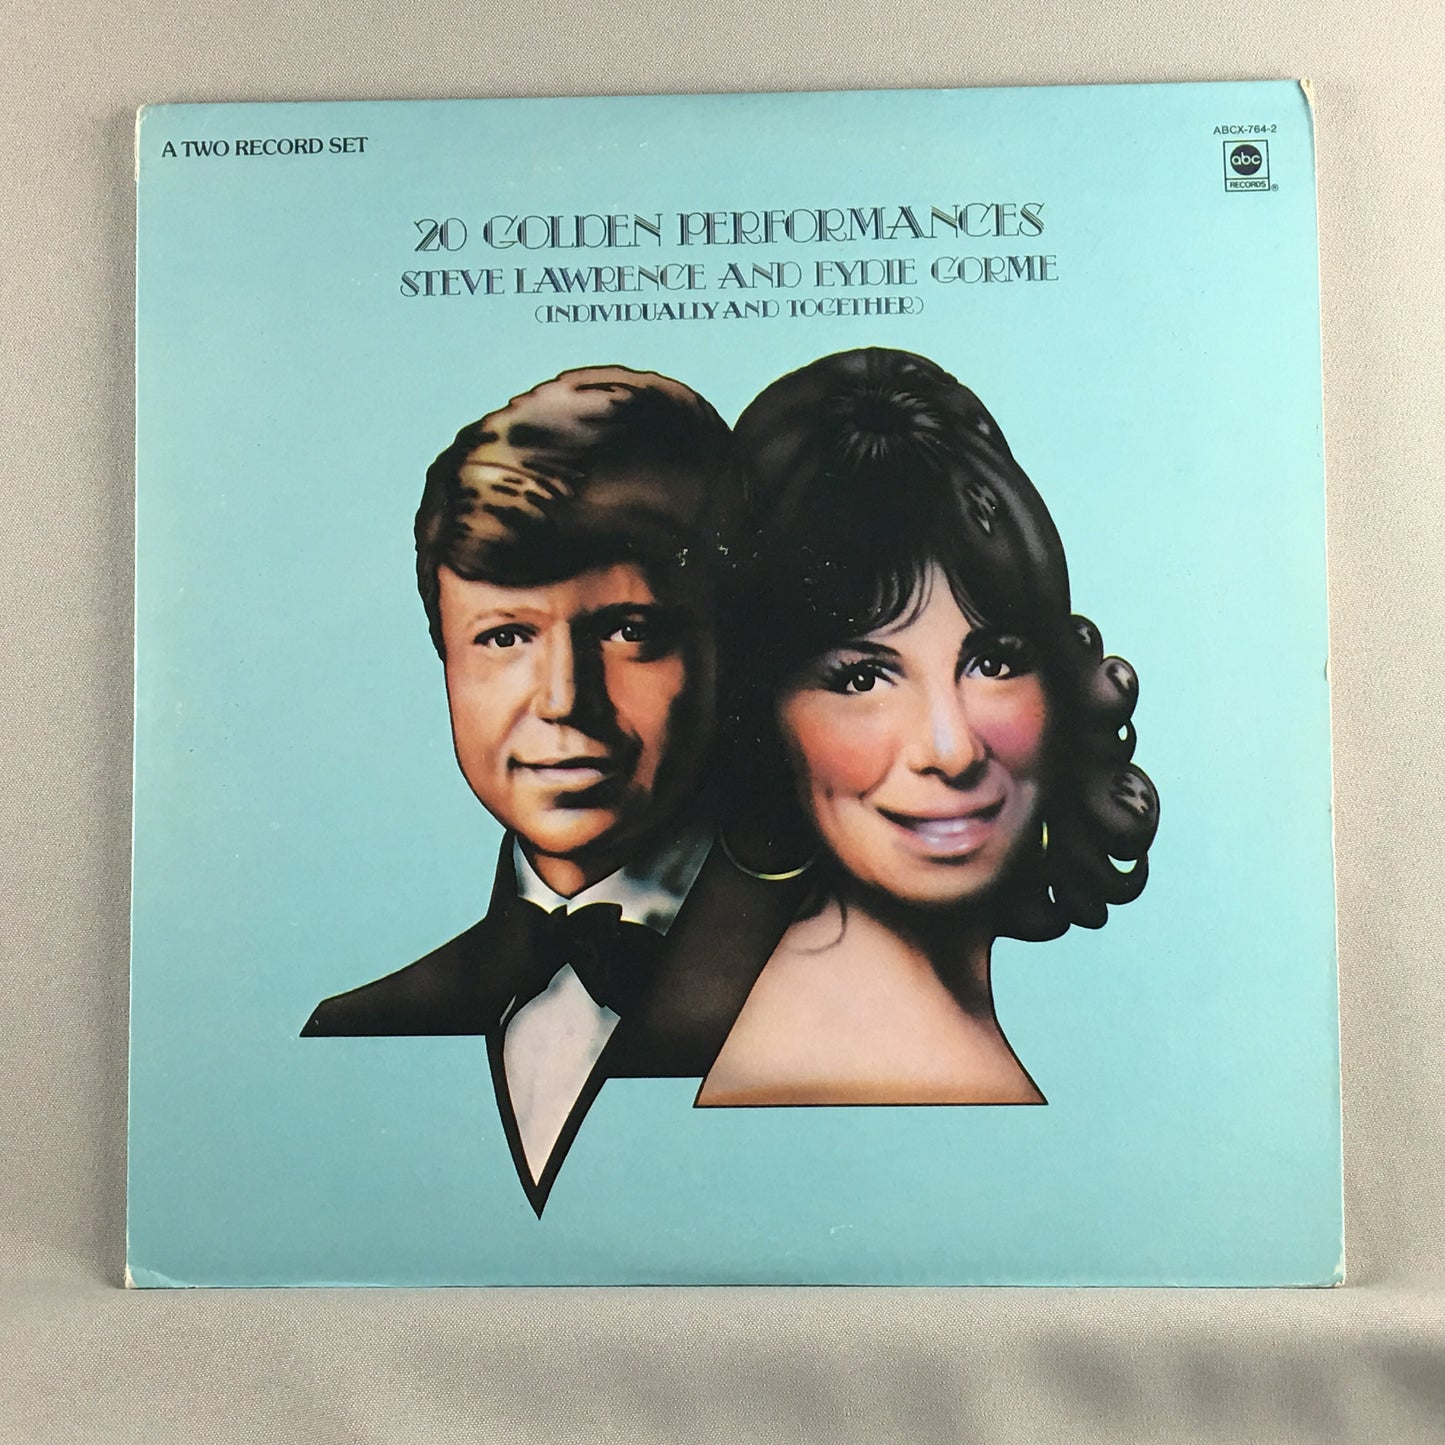 A TWO RECORD SET
ABCX-764-2
abc
RECORDS ®
20 GOLDEN PERFORMANCES
STEVE LAWRENCE AND EYDIE GORME
(INDIVIDUALLY AND TOGETHER)